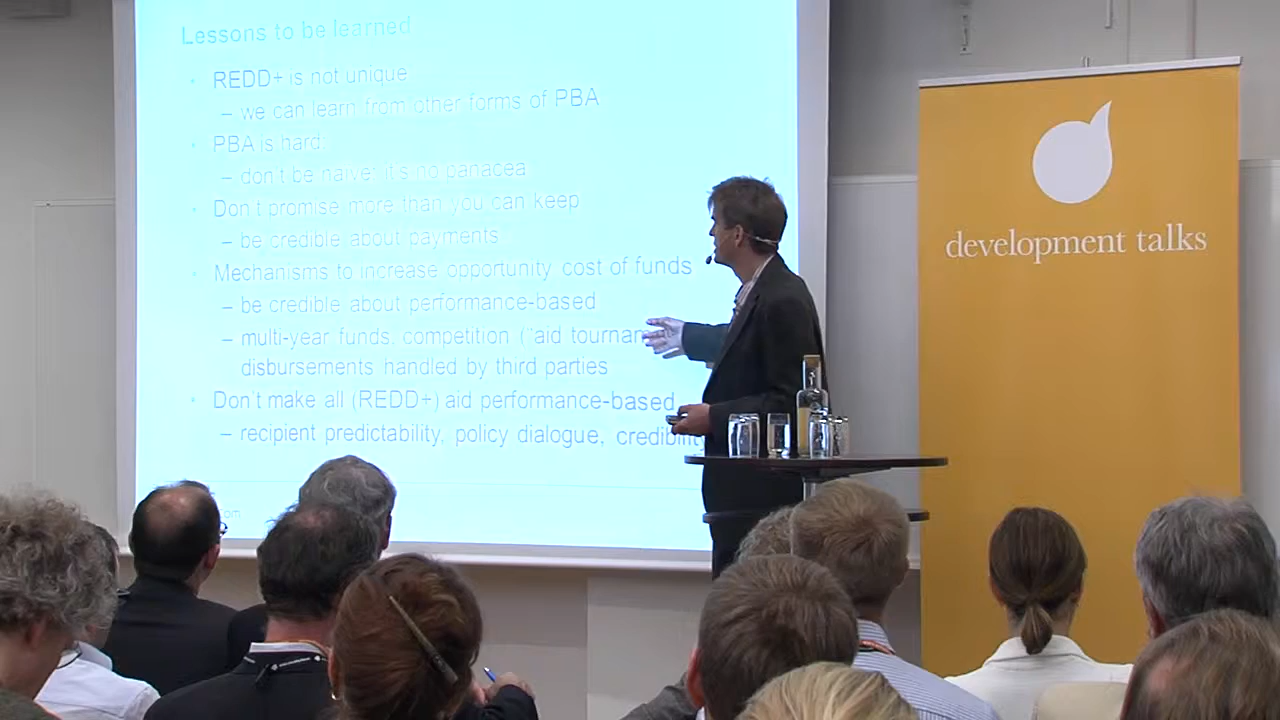 Lessons to be learned
REDD+ is not unique
– we can learn from other forms of PBA
PBA is hard:
– don't be naive: it's no panacea
Don't promise more than you can keep
– be credible about payments
Mechanisms to increase opportunity cost of funds
– be credible about performance-based
– multi-year funds, competition ("aid
disbursements handled by third parties
Don't make all (REDD+) aid performance-based
– recipient predictability, policy dialogue,
development talks